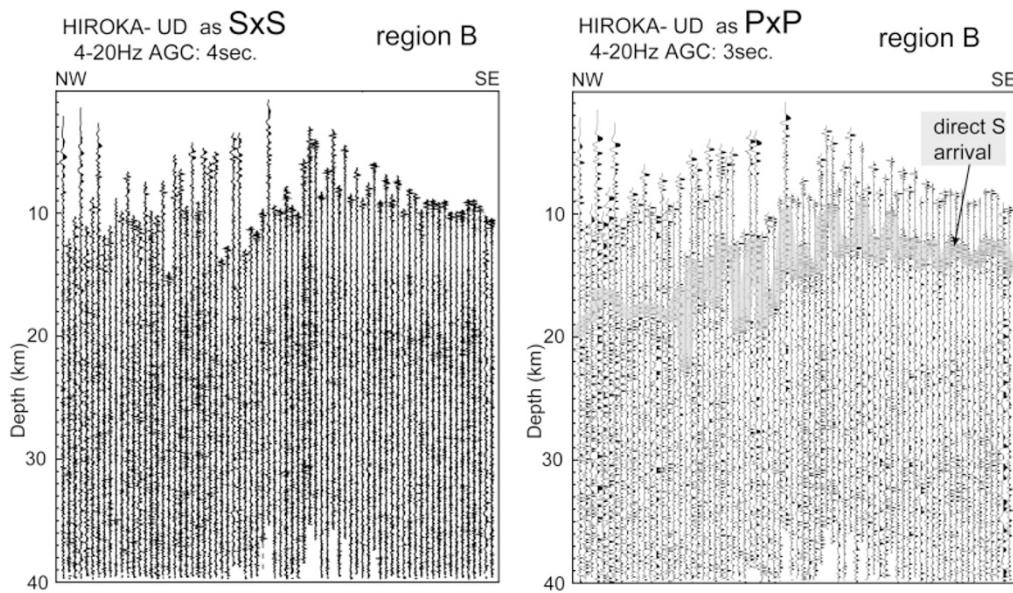 HIROKA- UD as SxS
4-20Hz AGC: 4sec.
region B
NW
SE
10
20
30
40
Depth (km)
HIROKA- UD as PxP
4-20Hz AGC: 3sec.
region B
NW
SE
direct S
arrival
10
20
30
40
Depth (km)